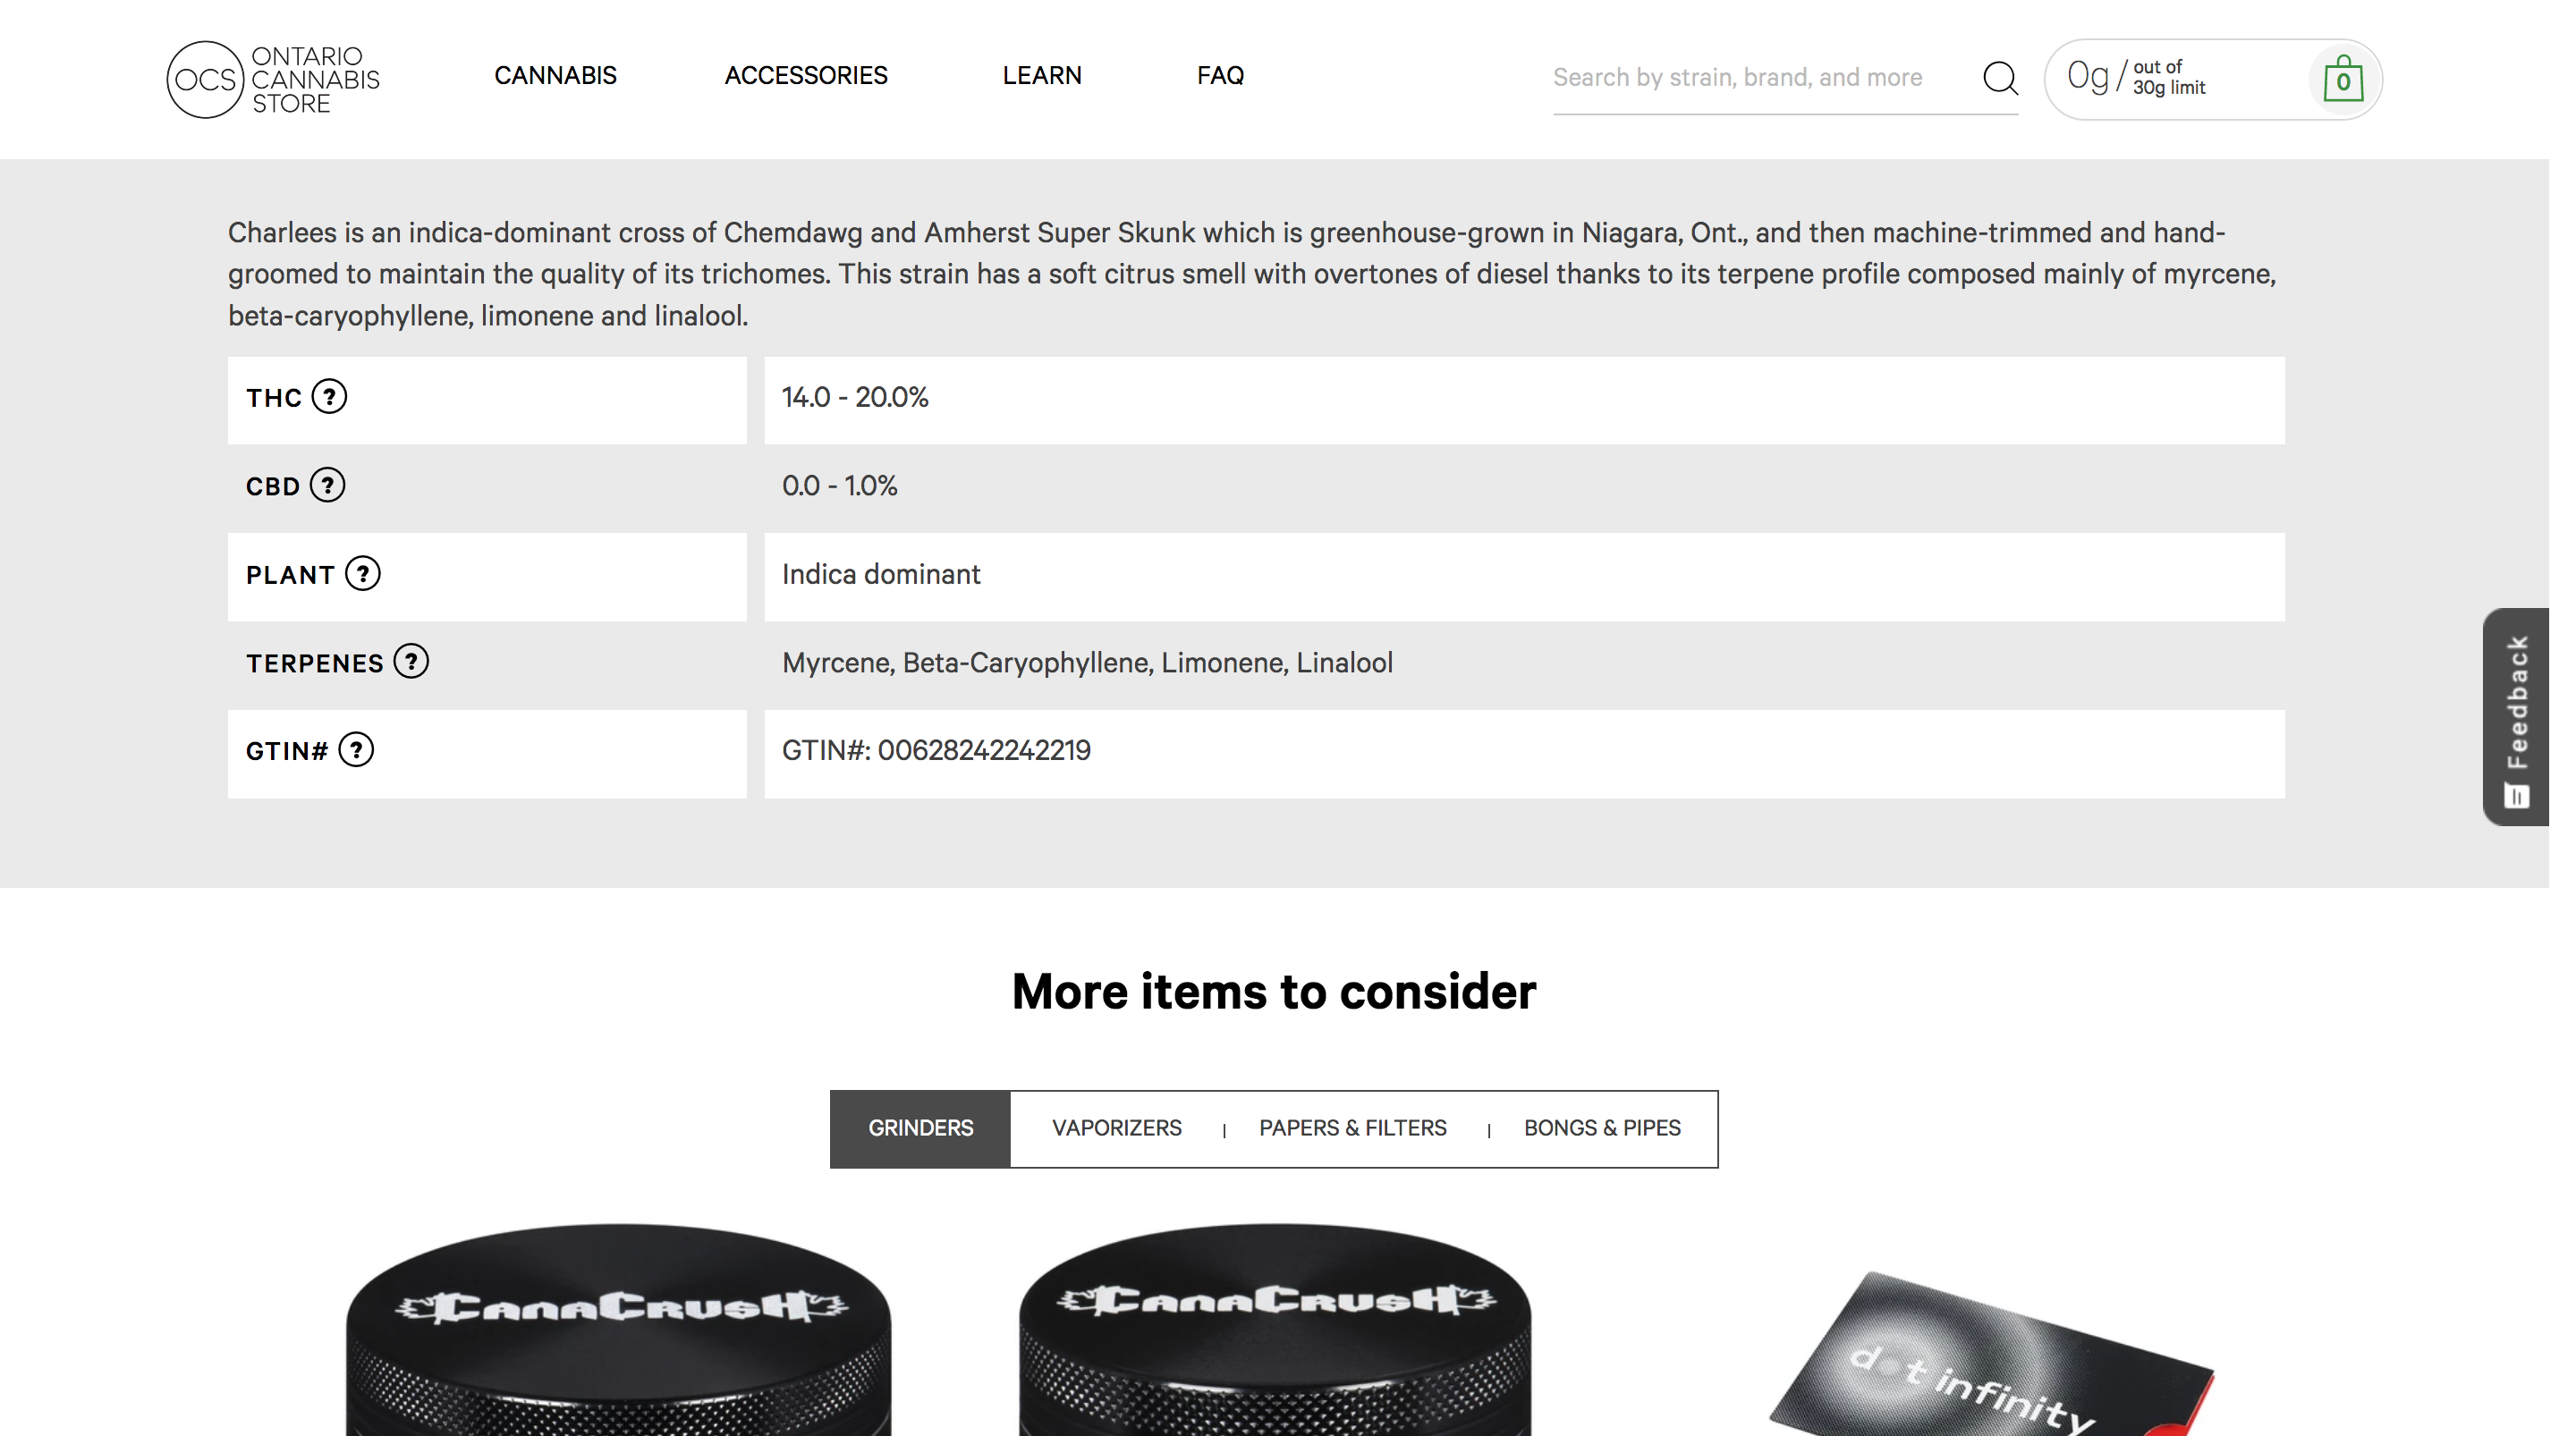 OCS
ONTARIO
CANNABIS
STORE
CANNABIS
ACCESSORIES
LEARN
FAQ
Search by strain, brand, and more
0g / out of
30g limit
0
Charlees is an indica-dominant cross of Chemdawg and Amherst Super Skunk which is greenhouse-grown in Niagara, Ont., and then machine-trimmed and hand-
groomed to maintain the quality of its trichomes. This strain has a soft citrus smell with overtones of diesel thanks to its terpene profile composed mainly of myrcene,
beta-caryophyllene, limonene and linalool.
THC ? 14.0 - 20.0%
CBD ? 0.0 - 1.0%
PLANT ? Indica dominant
TERPENES ? Myrcene, Beta-Caryophyllene, Limonene, Linalool
GTIN# ? GTIN#: 00628242242219
Feedback
More items to consider
GRINDERS
VAPORIZERS | PAPERS & FILTERS | BONGS & PIPES
CANACRUSH
CANACRUSH
dot infinity